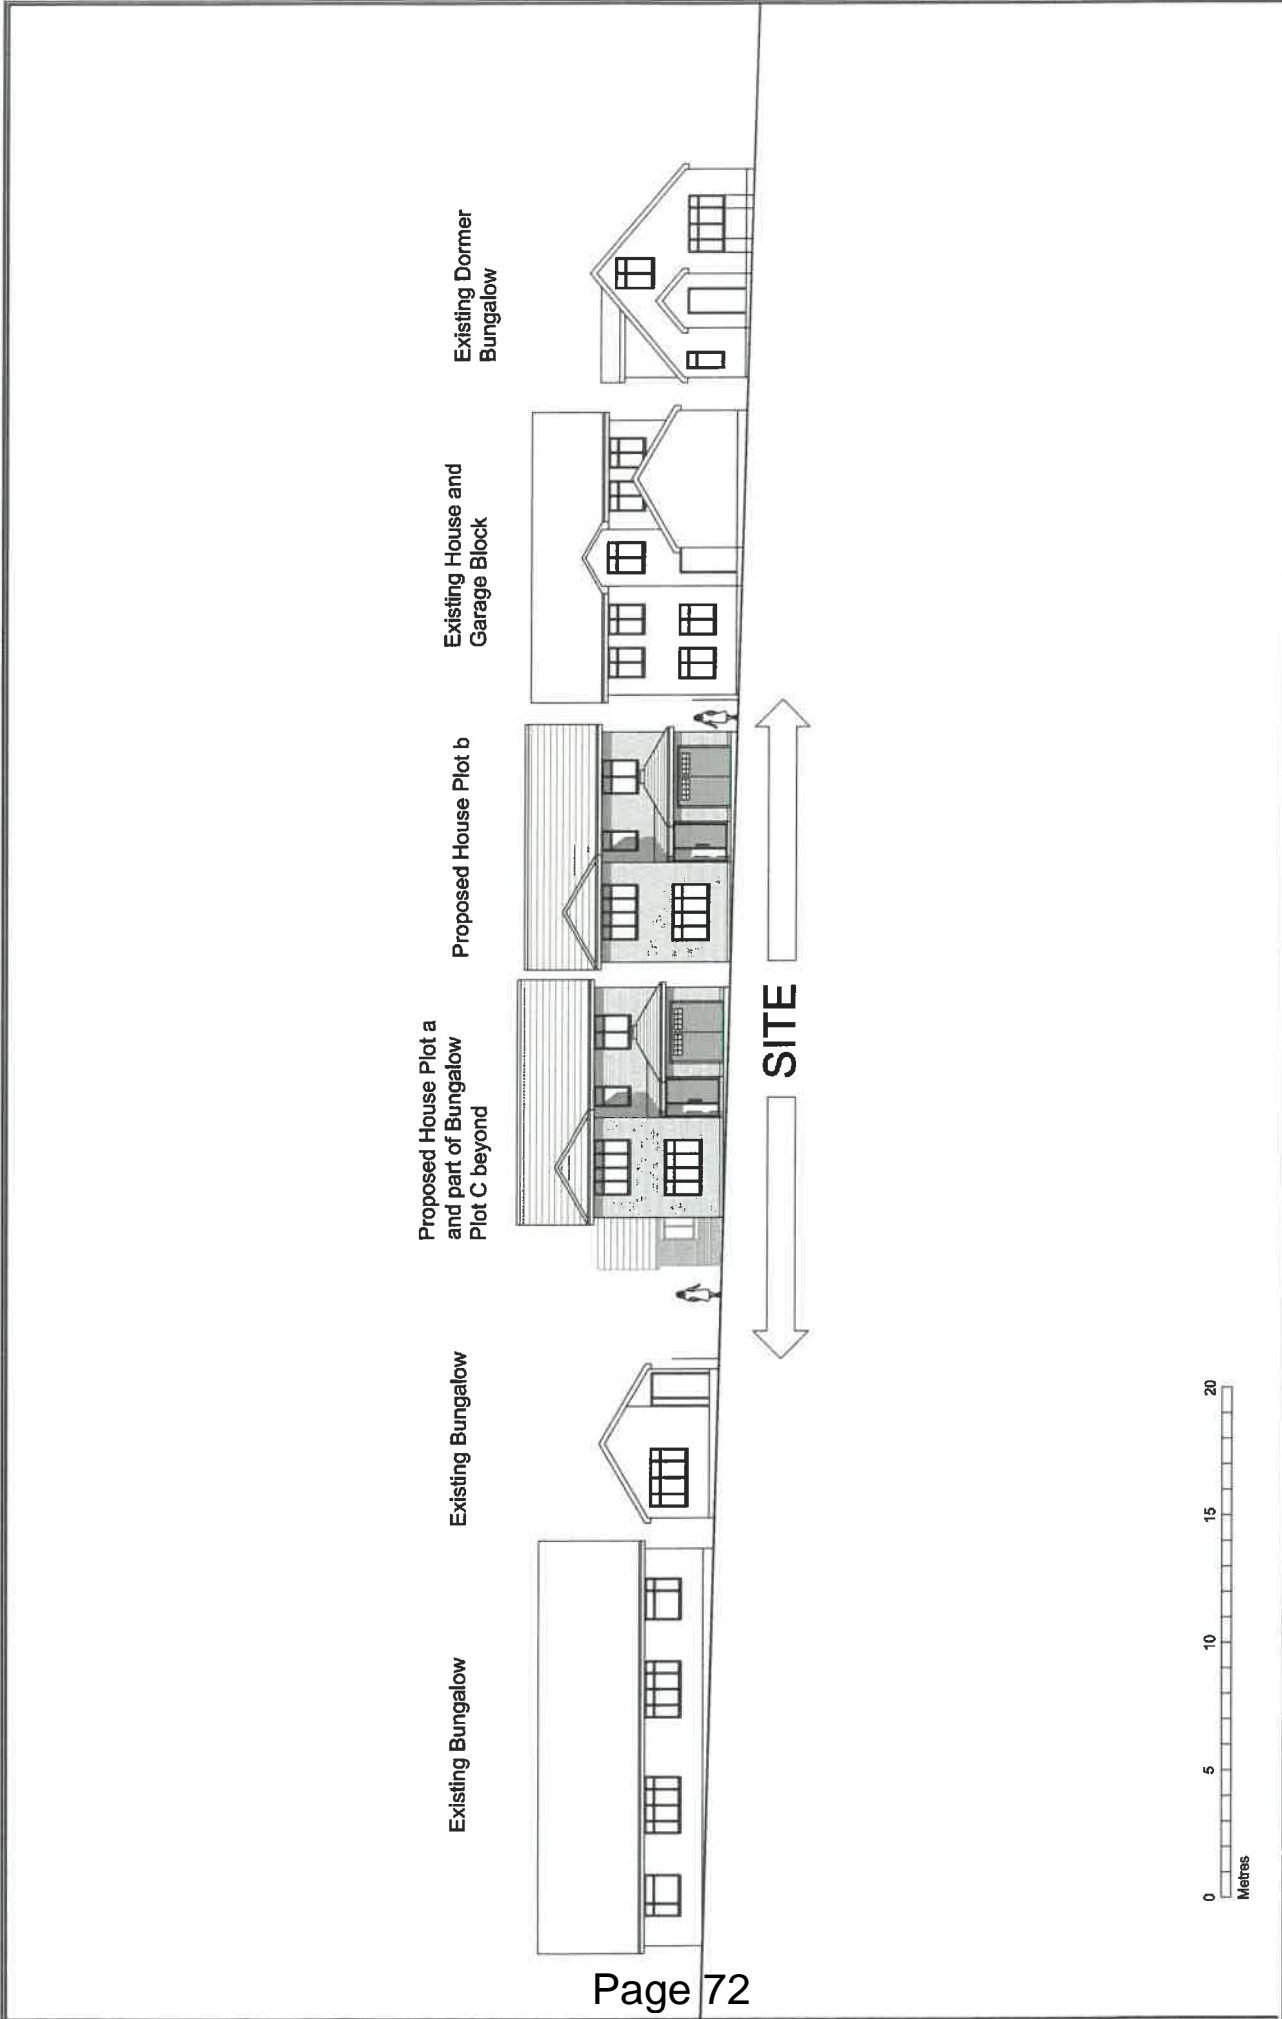 Existing Bungalow
Existing Bungalow
Proposed House Plot a
and part of Bungalow
Plot C beyond
Proposed House Plot b
Existing House and
Garage Block
Existing Dormer
Bungalow
SITE
0 5 10 15 20
Metres
Page 72